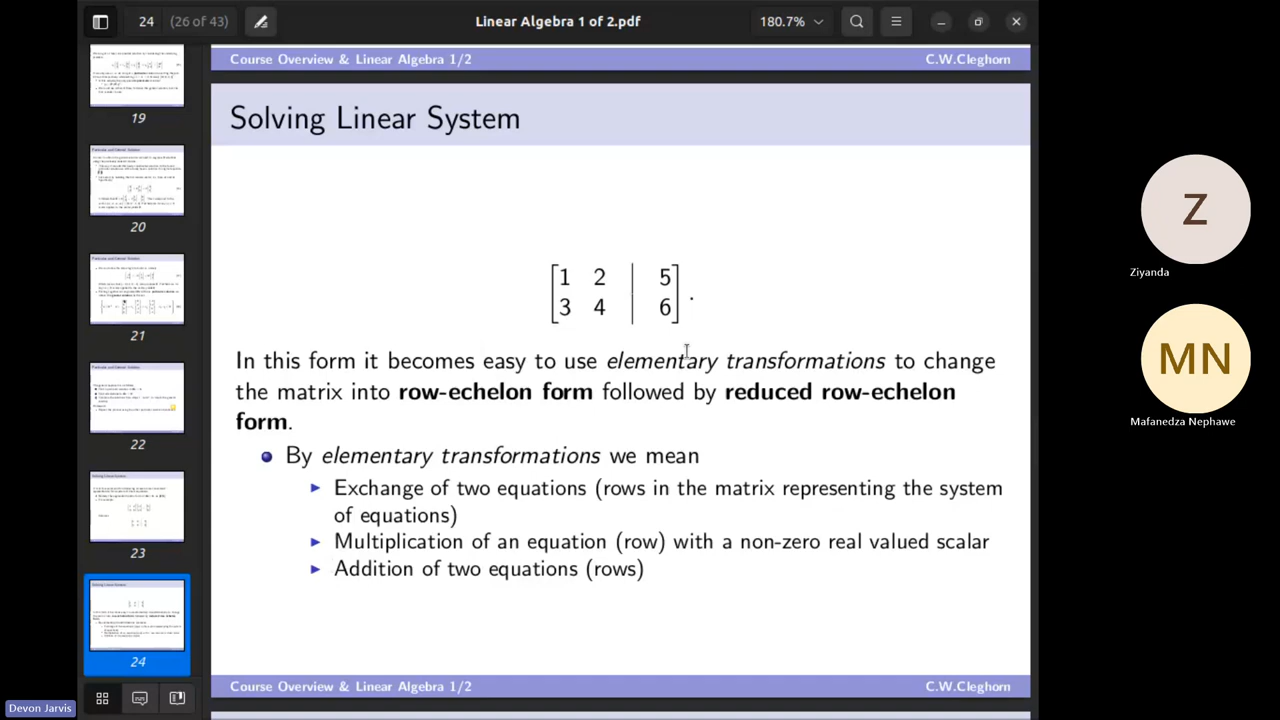 24 (26 of 43)
Linear Algebra 1 of 2.pdf
180.7%
Course Overview & Linear Algebra 1/2 C.W.Cleghorn
Solving Linear System
[1 2 | 5]
[3 4 | 6].
In this form it becomes easy to use elementary transformations to change
the matrix into row-echelon form followed by reduced row-echelon
form.
By elementary transformations we mean
Exchange of two equations (rows in the matrix representing the system
of equations)
Multiplication of an equation (row) with a non-zero real valued scalar
Addition of two equations (rows)
Course Overview & Linear Algebra 1/2 C.W.Cleghorn
19
20
21
22
23
24
Z
Ziyanda
MN
Mafanedza Nephawe
Devon Jarvis